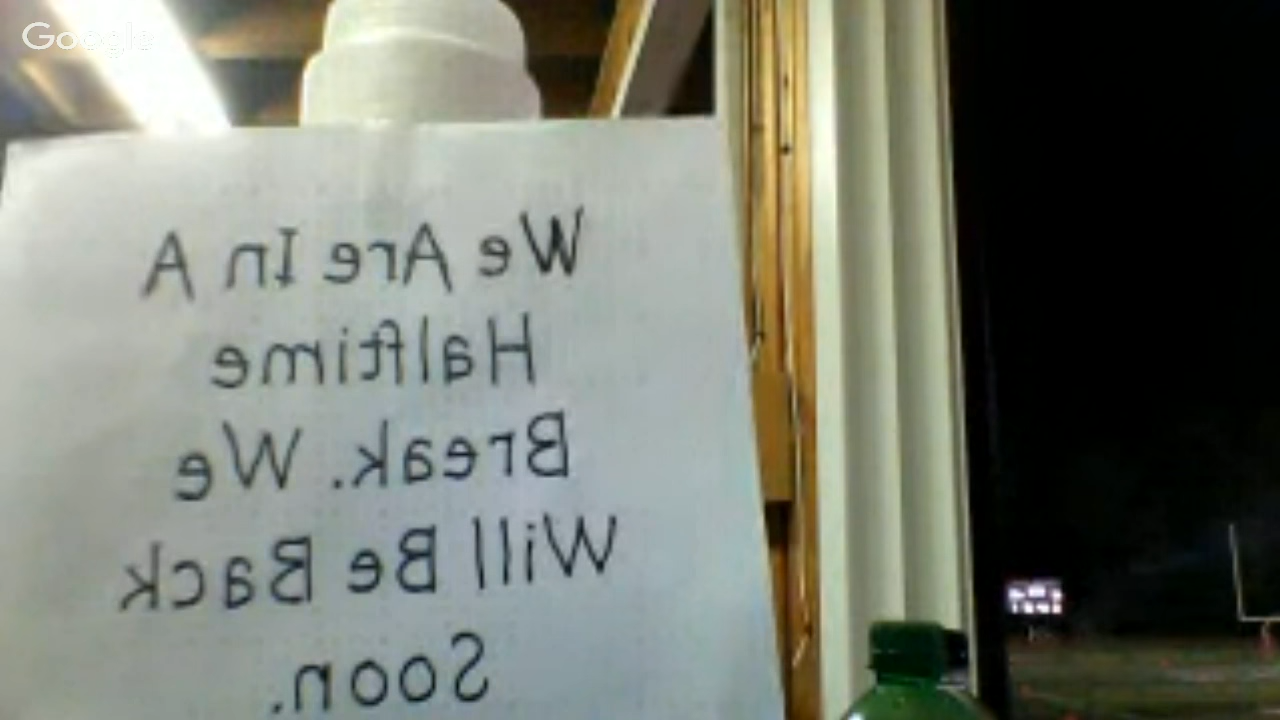 Google
We Are In A
Halftime
Break. We
Will Be Back
Soon.